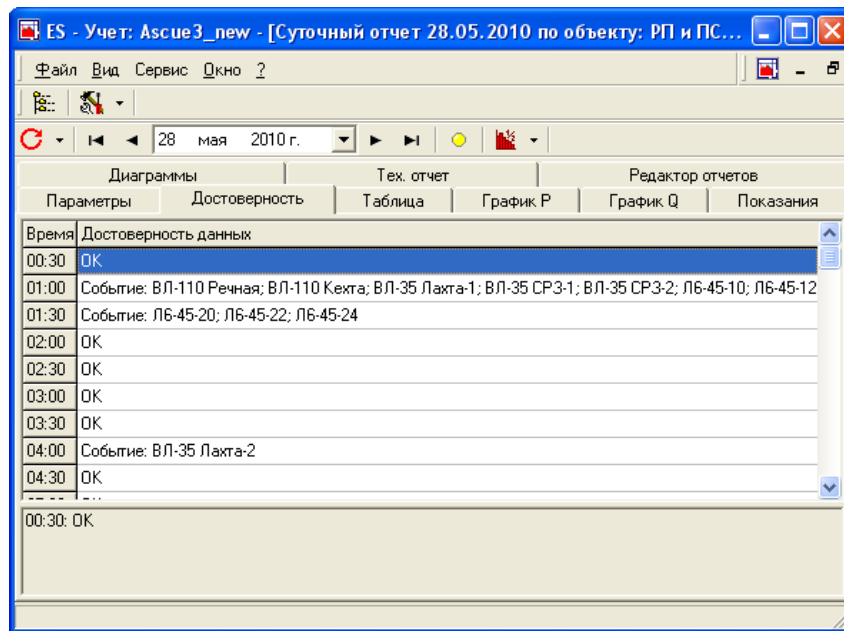 ES - Учет: Ascue3_new - [Суточный отчет 28.05.2010 по объекту: РП и ПС...
Файл Вид Сервис Окно ?
28 мая 2010 г.
Диаграммы Тех. отчет Редактор отчетов
Параметры Достоверность Таблица График P График Q Показания
Время Достоверность данных
00:30 OK
01:00 Событие: ВЛ-110 Речная; ВЛ-110 Кехта; ВЛ-35 Лахта-1; ВЛ-35 СРЗ-1; ВЛ-35 СРЗ-2; Л6-45-10; Л6-45-12
01:30 Событие: Л6-45-20; Л6-45-22; Л6-45-24
02:00 OK
02:30 OK
03:00 OK
03:30 OK
04:00 Событие: ВЛ-35 Лахта-2
04:30 OK
00:30: OK